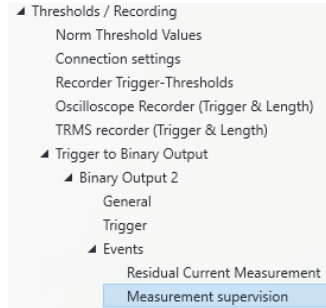 Thresholds / Recording
Norm Threshold Values
Connection settings
Recorder Trigger-Thresholds
Oscilloscope Recorder (Trigger & Length)
TRMS recorder (Trigger & Length)
Trigger to Binary Output
Binary Output 2
General
Trigger
Events
Residual Current Measurement
Measurement supervision